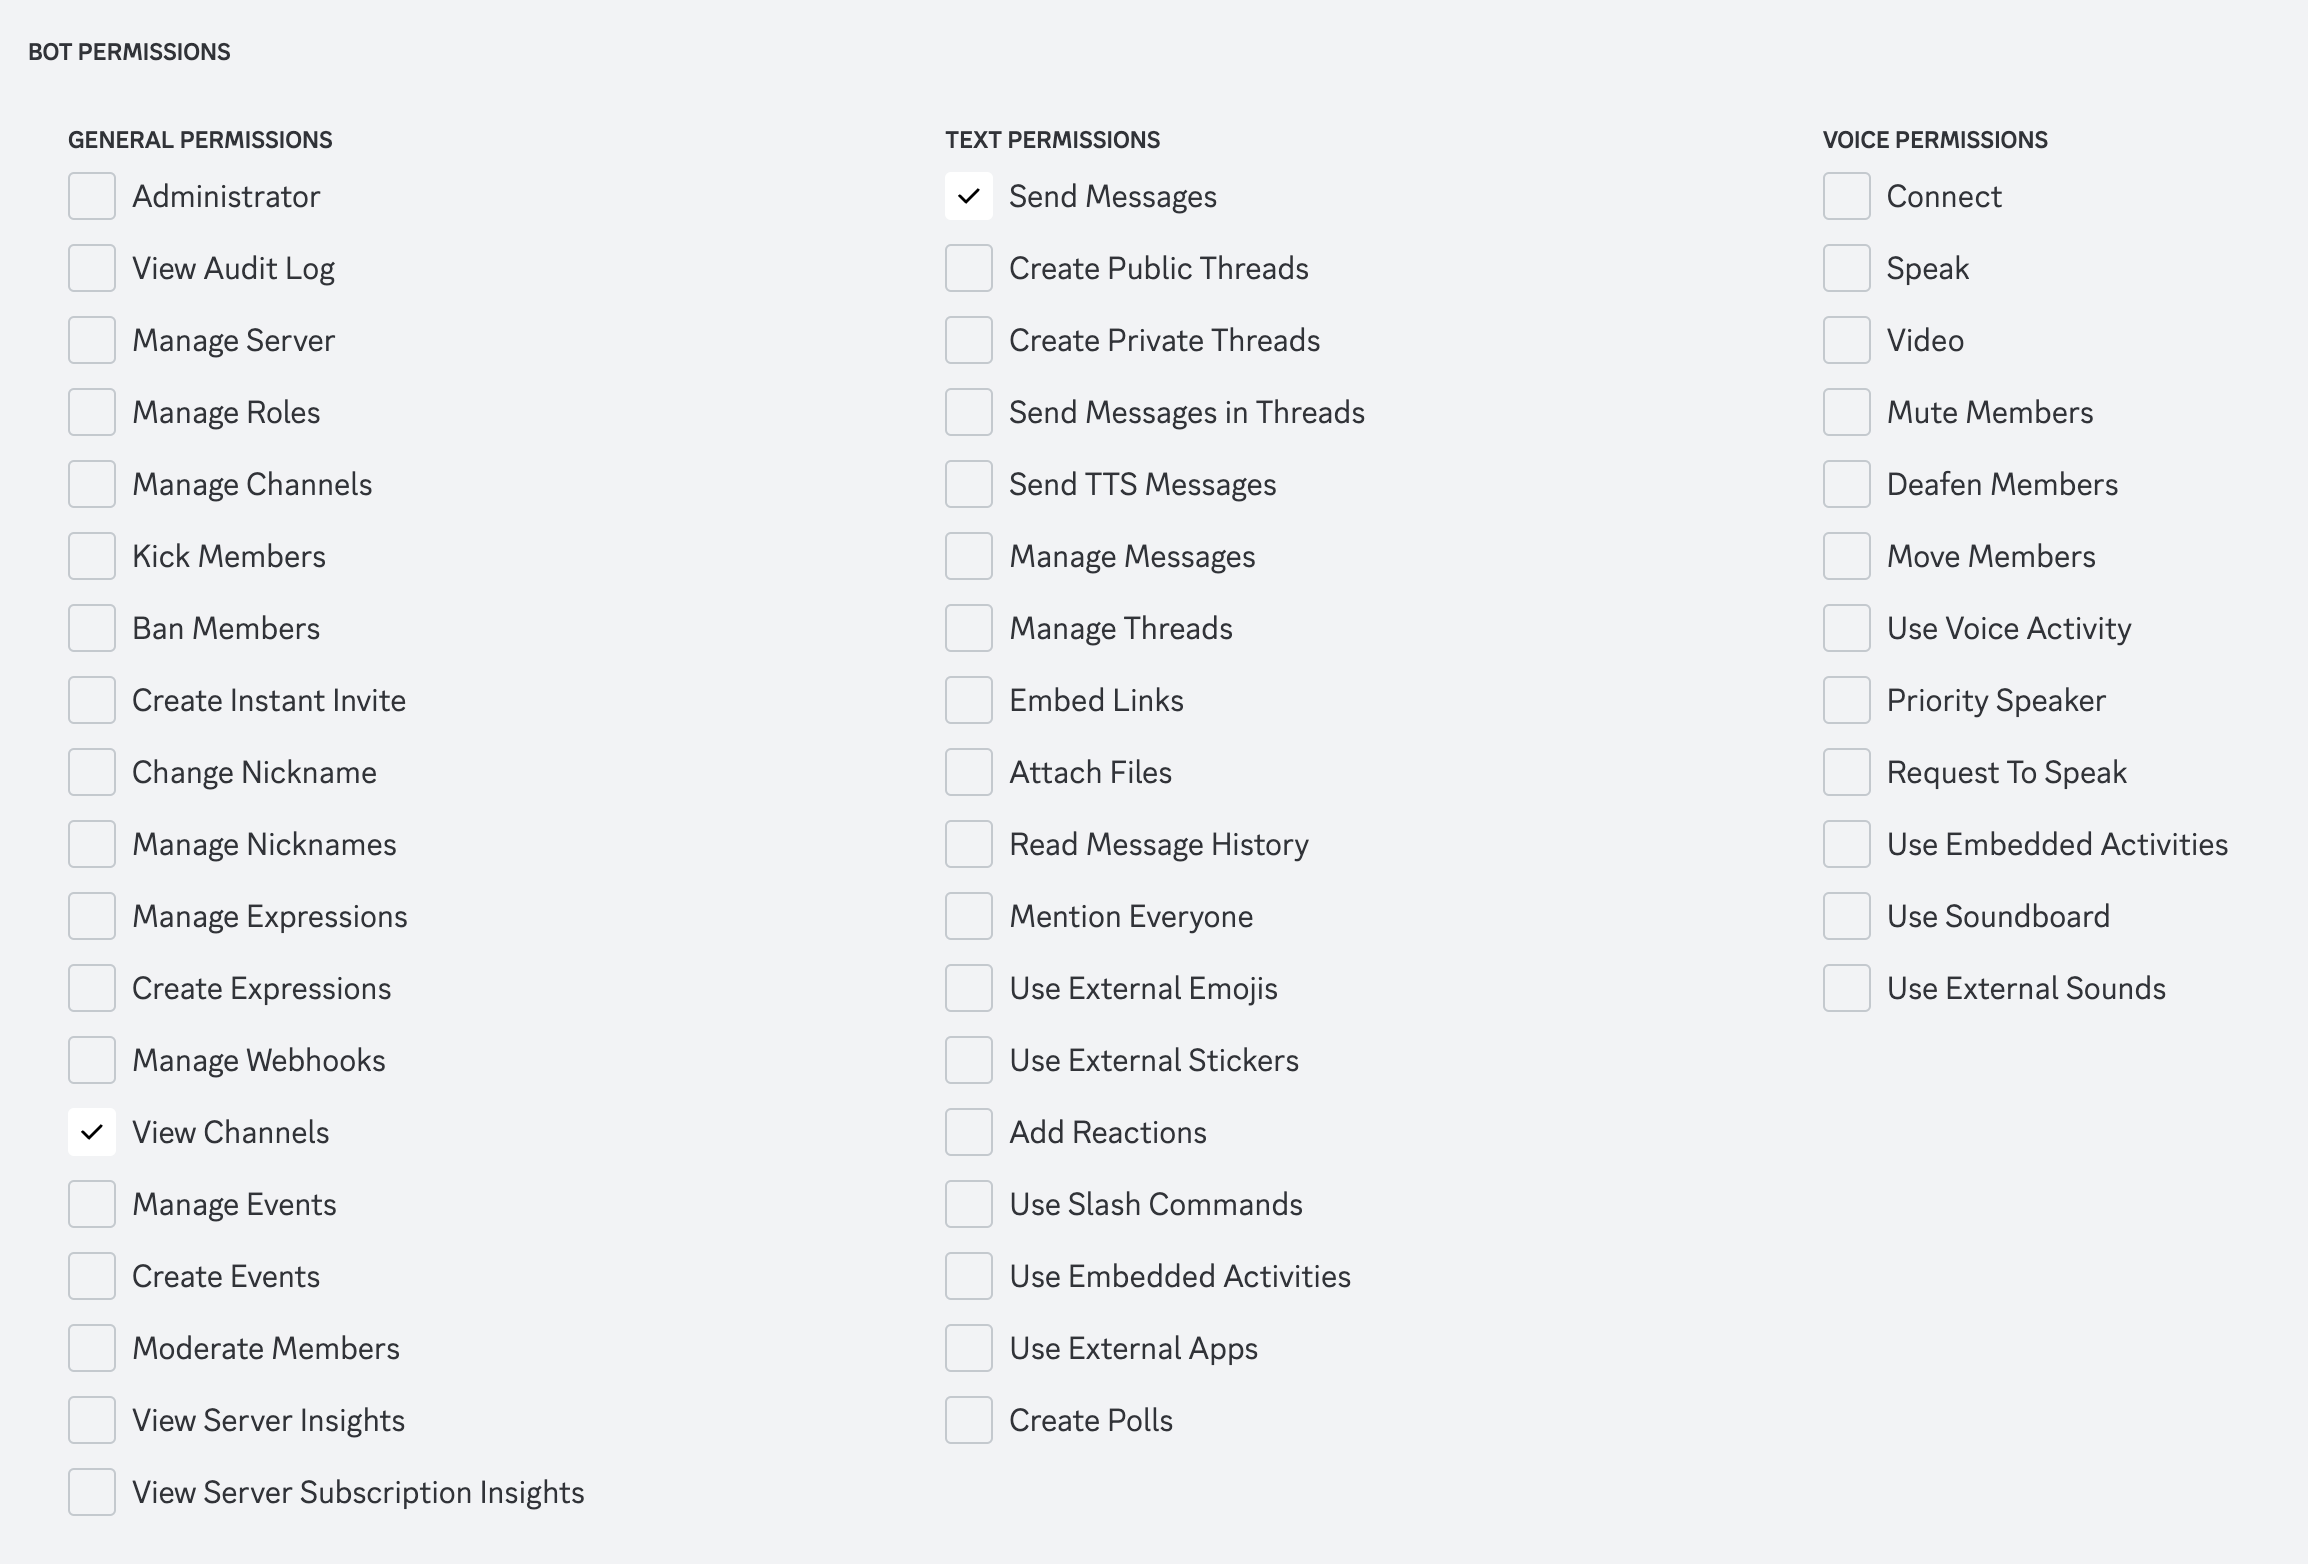 BOT PERMISSIONS
GENERAL PERMISSIONS
Administrator
View Audit Log
Manage Server
Manage Roles
Manage Channels
Kick Members
Ban Members
Create Instant Invite
Change Nickname
Manage Nicknames
Manage Expressions
Create Expressions
Manage Webhooks
View Channels
Manage Events
Create Events
Moderate Members
View Server Insights
View Server Subscription Insights
TEXT PERMISSIONS
Send Messages
Create Public Threads
Create Private Threads
Send Messages in Threads
Send TTS Messages
Manage Messages
Manage Threads
Embed Links
Attach Files
Read Message History
Mention Everyone
Use External Emojis
Use External Stickers
Add Reactions
Use Slash Commands
Use Embedded Activities
Use External Apps
Create Polls
VOICE PERMISSIONS
Connect
Speak
Video
Mute Members
Deafen Members
Move Members
Use Voice Activity
Priority Speaker
Request To Speak
Use Embedded Activities
Use Soundboard
Use External Sounds